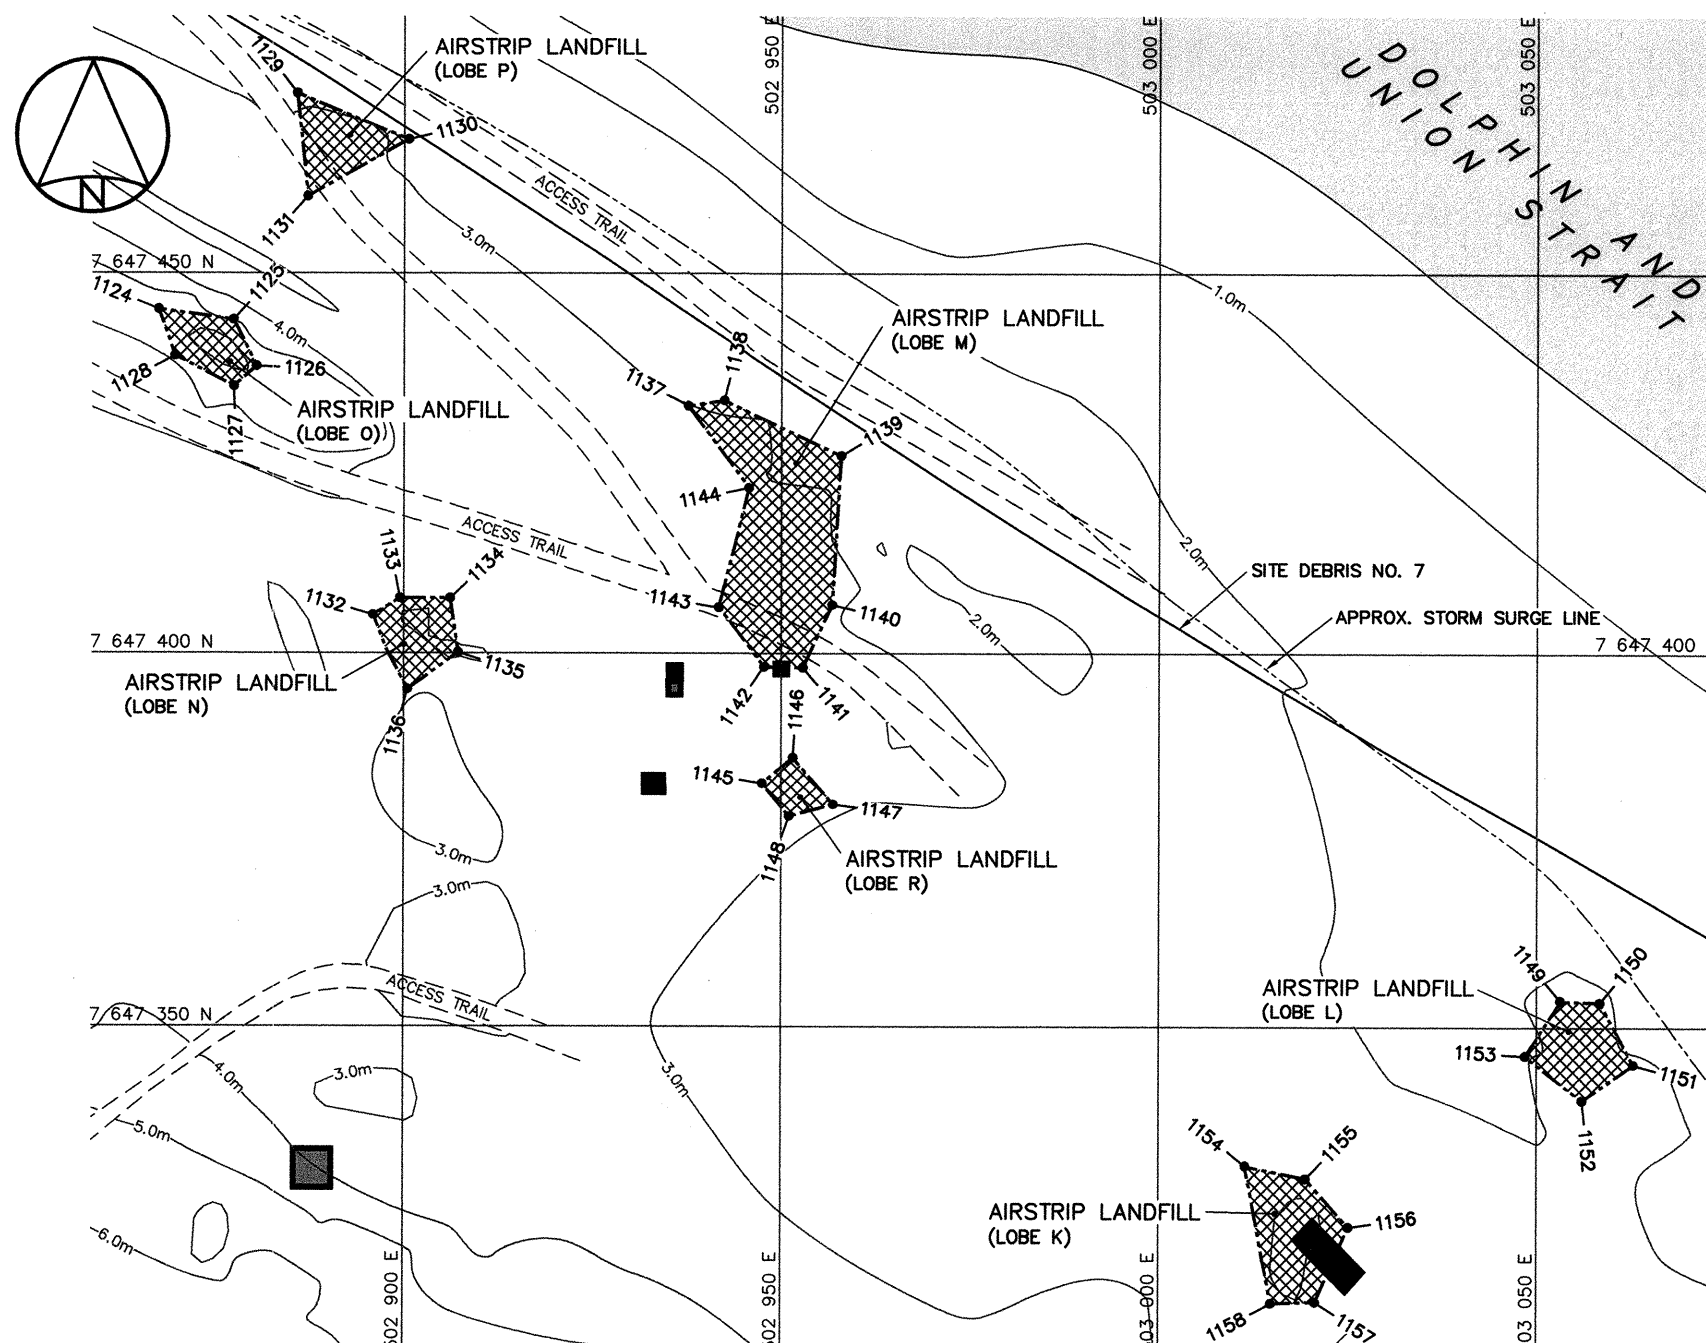 502 950 E
503 000 E
503 050 E
1129
AIRSTRIP LANDFILL
(LOBE P)
1130
1131
N
DOLPHIN AND
UNION STRAIT
ACCESS TRAIL
3.0m
7 647 450 N
1124
1125
4.0m
1126
1128
1127
AIRSTRIP LANDFILL
(LOBE O)
1.0m
AIRSTRIP LANDFILL
(LOBE M)
1138
1137
1139
1144
ACCESS TRAIL
2.0m
1133
1134
1132
1143
1140
2.0m
SITE DEBRIS NO. 7
APPROX. STORM SURGE LINE
7 647 400 N
7 647 400
1135
AIRSTRIP LANDFILL
(LOBE N)
1136
1142
1146
1141
1145
1147
1148
3.0m
AIRSTRIP LANDFILL
(LOBE R)
3.0m
ACCESS TRAIL
1149
1150
AIRSTRIP LANDFILL
(LOBE L)
7 647 350 N
1153
1151
4.0m
3.0m
3.0m
5.0m
1152
1154
1155
AIRSTRIP LANDFILL
(LOBE K)
1156
6.0m
1158
1157
502 900 E
502 950 E
03 000 E
03 050 E